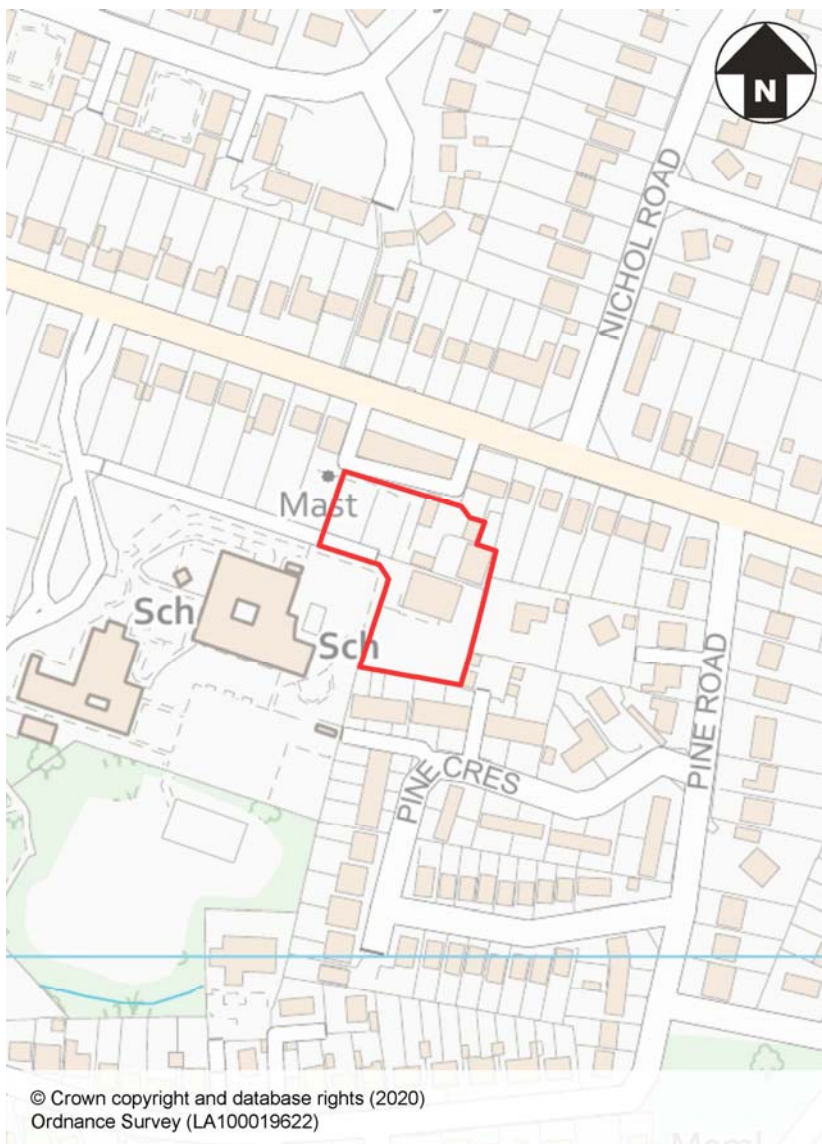 N
NICHOL ROAD
Mast
Sch
Sch
PINE ROAD
PINE CRES
© Crown copyright and database rights (2020)
Ordnance Survey (LA100019622)